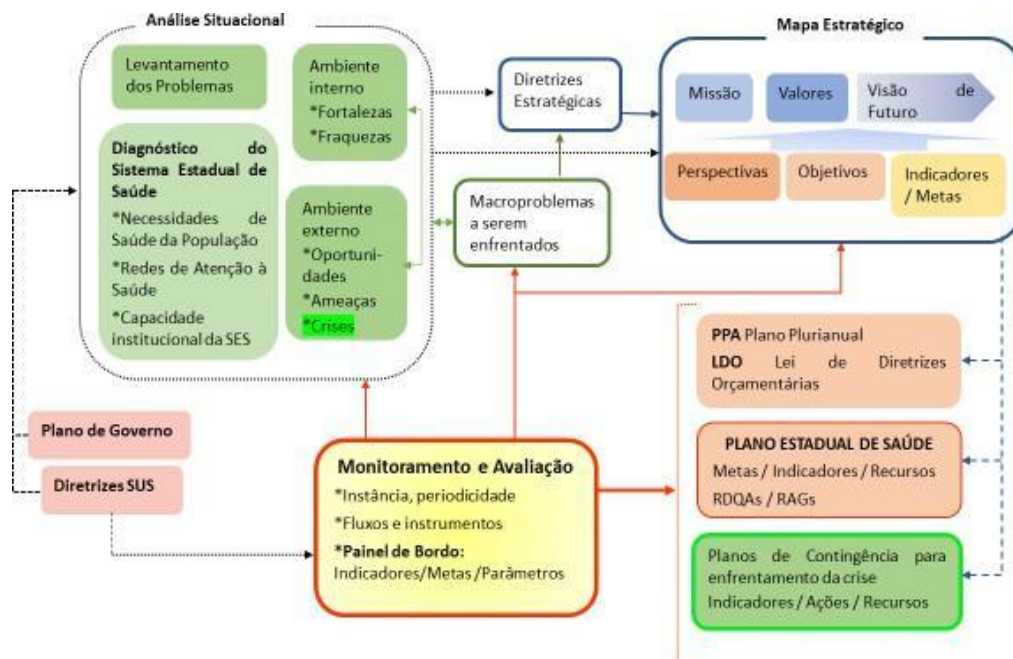 Análise Situacional
Levantamento
dos Problemas
Diagnóstico do
Sistema Estadual de
Saúde
*Necessidades de
Saúde da População
*Redes de Atenção à
Saúde
*Capacidade
institucional da SES
Ambiente
interno
*Fortalezas
*Fraquezas
Ambiente
externo
*Oportuni-
dades
*Ameaças
*Crises
Diretrizes
Estratégicas
Macroproblemas
a serem
enfrentados
Mapa Estratégico
Missão
Valores
Visão de
Futuro
Perspectivas
Objetivos
Indicadores
/ Metas
Plano de Governo
Diretrizes SUS
Monitoramento e Avaliação
*Instância, periodicidade
*Fluxos e instrumentos
*Painel de Bordo:
Indicadores/Metas/Parâmetros
PPA Plano Plurianual
LDO Lei de Diretrizes
Orçamentárias
PLANO ESTADUAL DE SAÚDE
Metas / Indicadores / Recursos
RDQAs / RAGs
Planos de Contingência para
enfrentamento da crise
Indicadores / Ações / Recursos